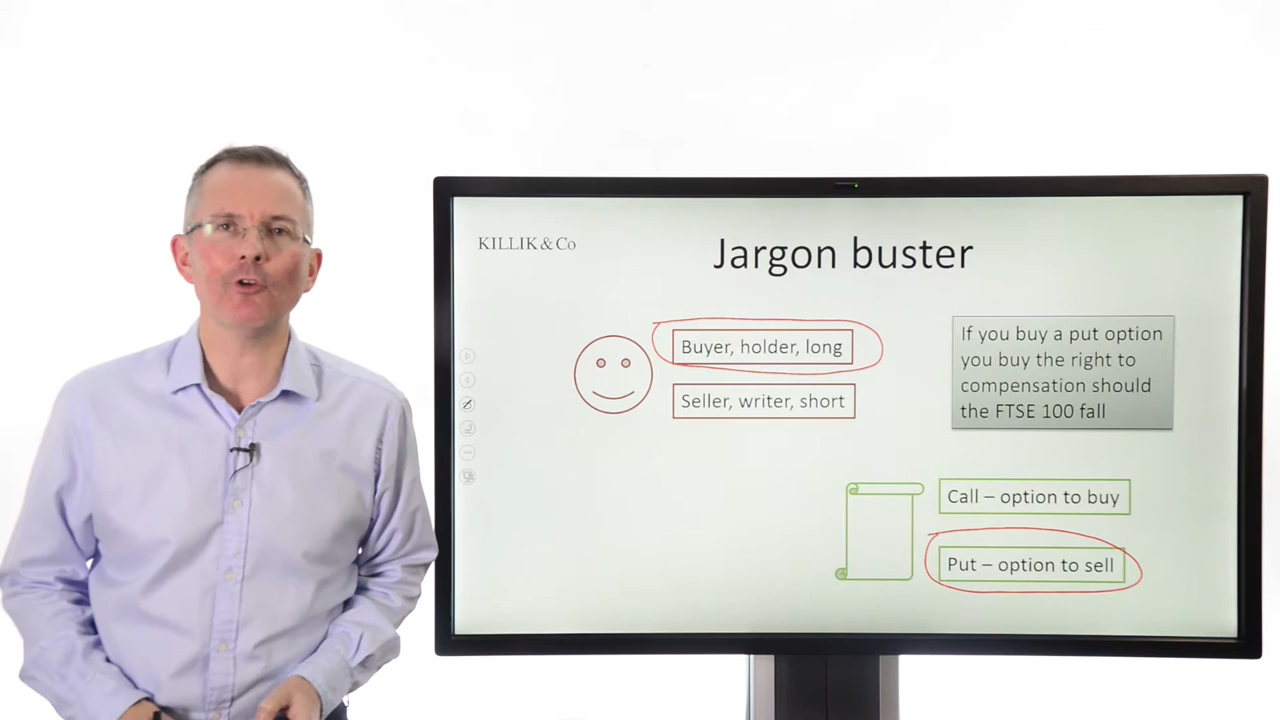 KILLIK & Co
Jargon buster
Buyer, holder, long
Seller, writer, short
If you buy a put option
you buy the right to
compensation should
the FTSE 100 fall
Call – option to buy
Put – option to sell